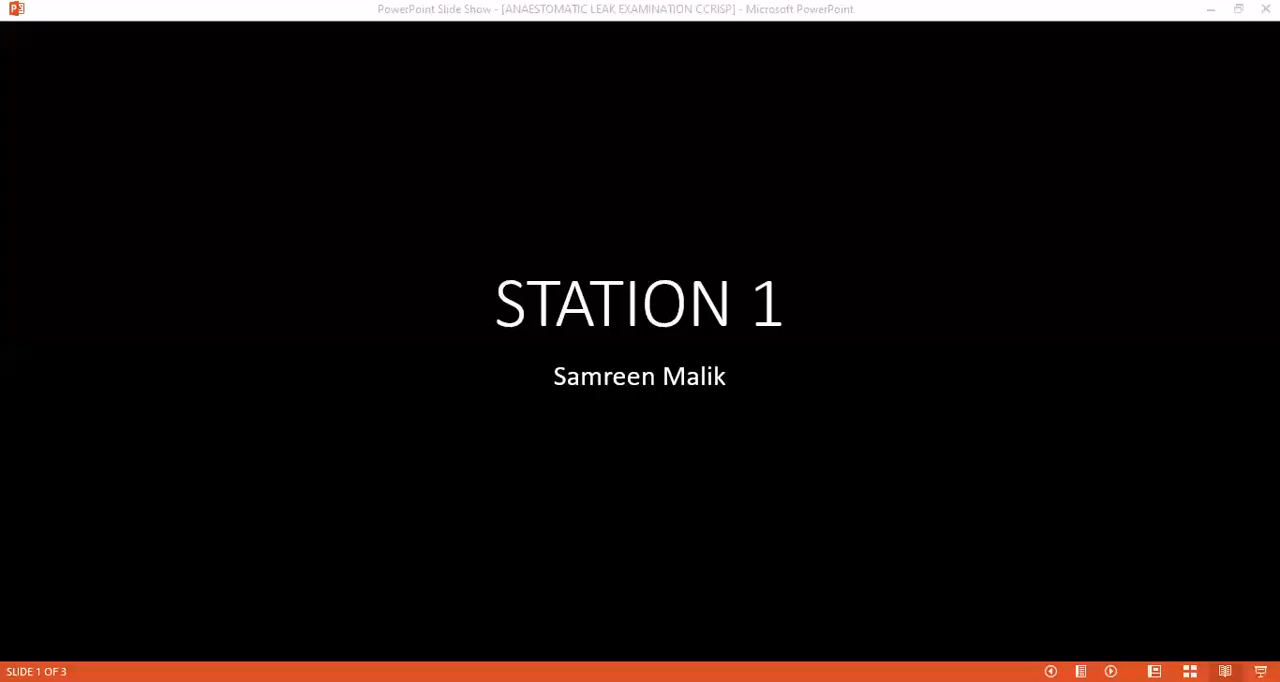 PowerPoint Slide Show - [ANAESTOMATIC LEAK EXAMINATION CCRISP] - Microsoft PowerPoint
STATION 1
Samreen Malik
SLIDE 1 OF 3